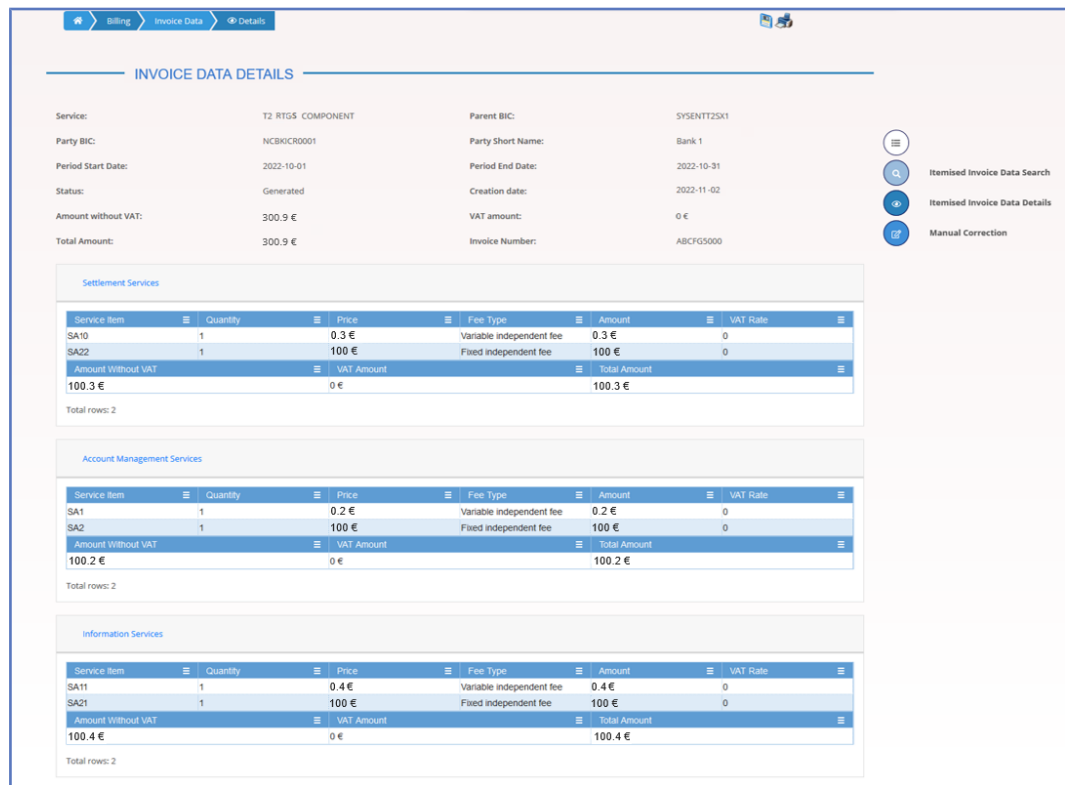 Billing Invoice Data Details
INVOICE DATA DETAILS
Service: T2 RTGS COMPONENT Parent BIC: SYSENTT2SX1
Party BIC: NCBKICR0001 Party Short Name: Bank 1
Period Start Date: 2022-10-01 Period End Date: 2022-10-31
Status: Generated Creation date: 2022-11-02
Amount without VAT: 300.9 € VAT amount: 0 €
Total Amount: 300.9 € Invoice Number: ABCFG5000
Itemised Invoice Data Search
Itemised Invoice Data Details
Manual Correction
Settlement Services
Service Item Quantity Price Fee Type Amount VAT Rate
SA10 1 0.3 € Variable independent fee 0.3 € 0
SA22 1 100 € Fixed independent fee 100 € 0
Amount Without VAT VAT Amount Total Amount
100.3 € 0 € 100.3 €
Total rows: 2
Account Management Services
Service Item Quantity Price Fee Type Amount VAT Rate
SA1 1 0.2 € Variable independent fee 0.2 € 0
SA2 1 100 € Fixed independent fee 100 € 0
Amount Without VAT VAT Amount Total Amount
100.2 € 0 € 100.2 €
Total rows: 2
Information Services
Service Item Quantity Price Fee Type Amount VAT Rate
SA11 1 0.4 € Variable independent fee 0.4 € 0
SA21 1 100 € Fixed independent fee 100 € 0
Amount Without VAT VAT Amount Total Amount
100.4 € 0 € 100.4 €
Total rows: 2